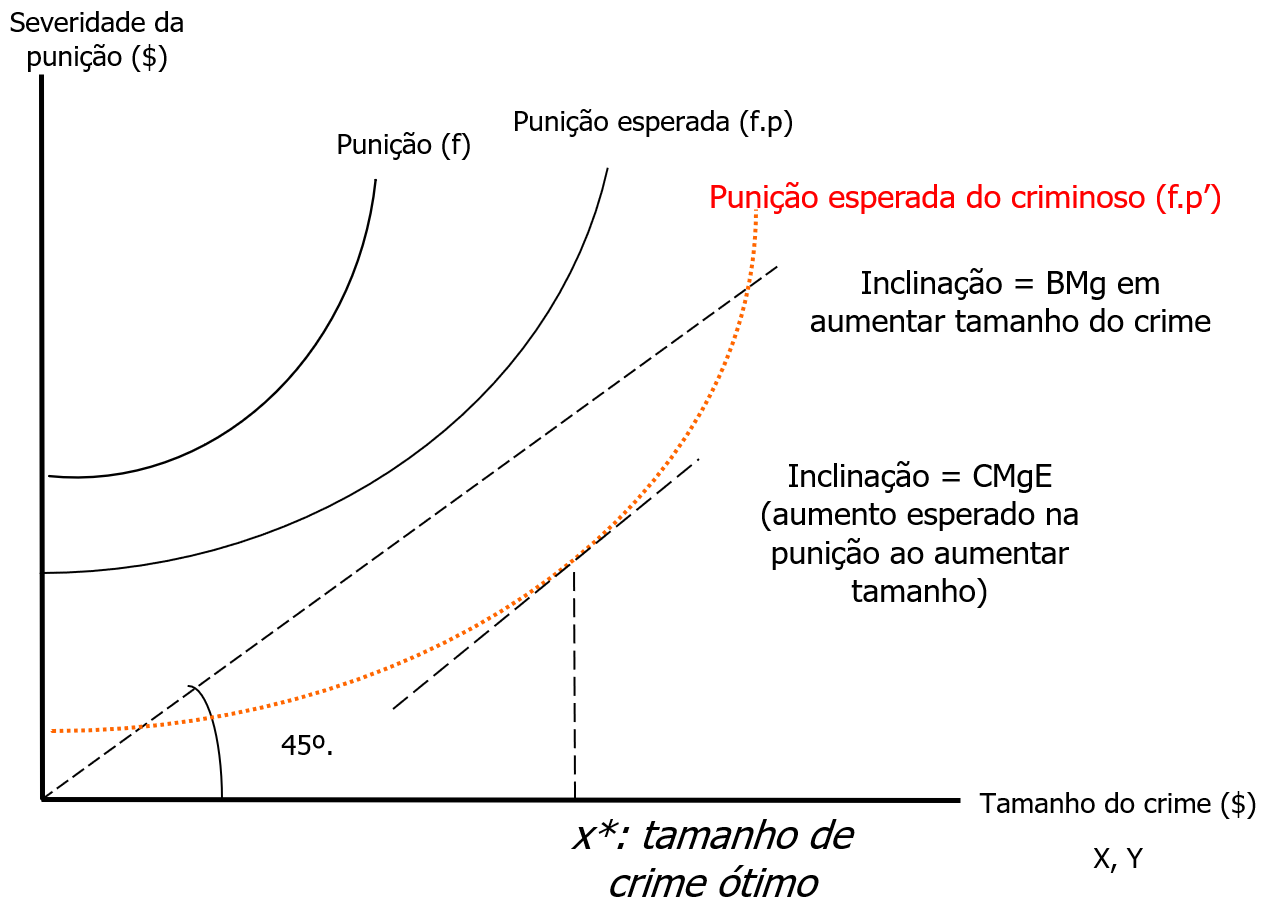 Severidade da
punição ($)
Punição (f)
Punição esperada (f.p)
Punição esperada do criminoso (f.p’)
Inclinação = BMg em
aumentar tamanho do crime
Inclinação = CMgE
(aumento esperado na
punição ao aumentar
tamanho)
45º.
Tamanho do crime ($)
X, Y
x*: tamanho de
crime ótimo